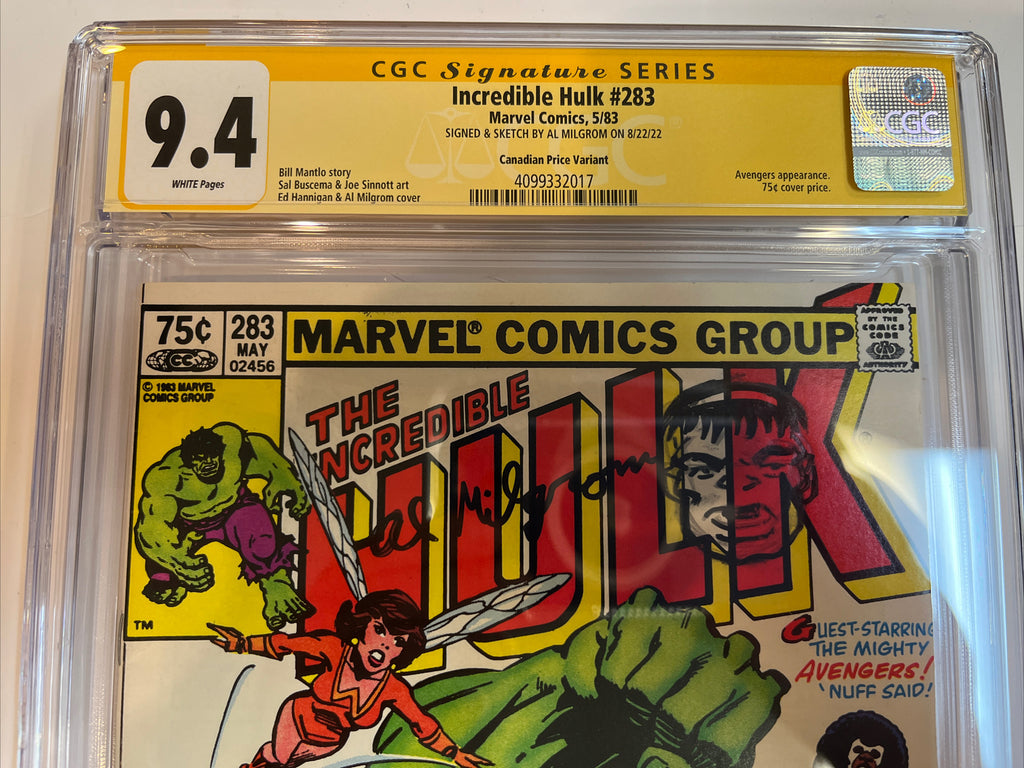 CGC Signature SERIES
Incredible Hulk #283
Marvel Comics, 5/83
SIGNED & SKETCH BY AL MILGROM ON 8/22/22
Canadian Price Variant
4099332017
9.4
WHITE Pages
Bill Mantlo story
Sal Buscema & Joe Sinnott art
Ed Hannigan & Al Milgrom cover
Avengers appearance.
75¢ cover price.
CGC
CGC
75¢
CC
283
MAY
02456
MARVEL® COMICS GROUP
APPROVED
BY THE
COMICS
CODE
AUTHORITY
© 1983 MARVEL
COMICS GROUP
TM
THE
INCREDIBLE
HULK
Al Milgrom
GUEST-STARRING
THE MIGHTY
AVENGERS!
'NUFF SAID!